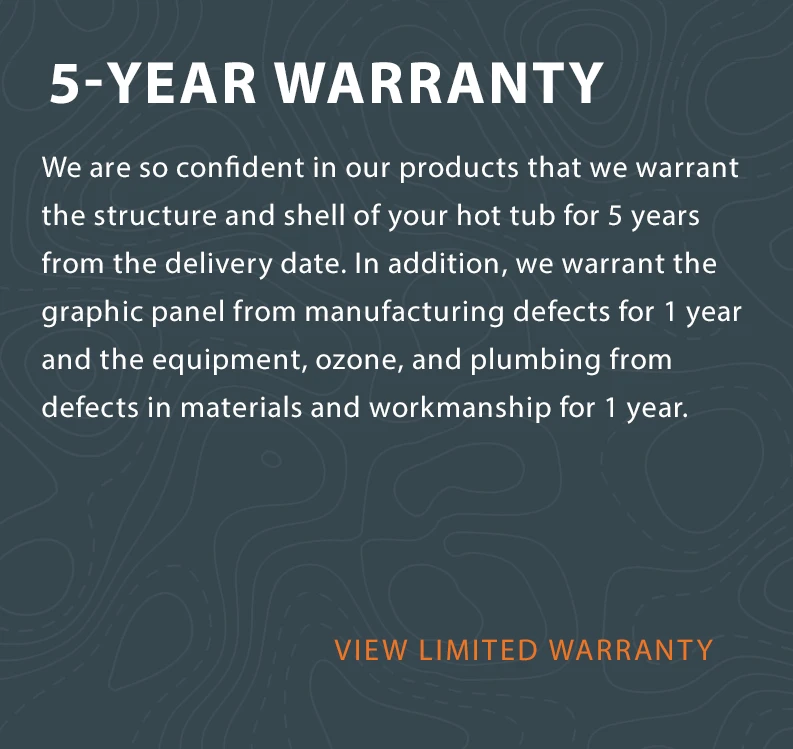 5-YEAR WARRANTY
We are so confident in our products that we warrant
the structure and shell of your hot tub for 5 years
from the delivery date. In addition, we warrant the
graphic panel from manufacturing defects for 1 year
and the equipment, ozone, and plumbing from
defects in materials and workmanship for 1 year.
VIEW LIMITED WARRANTY